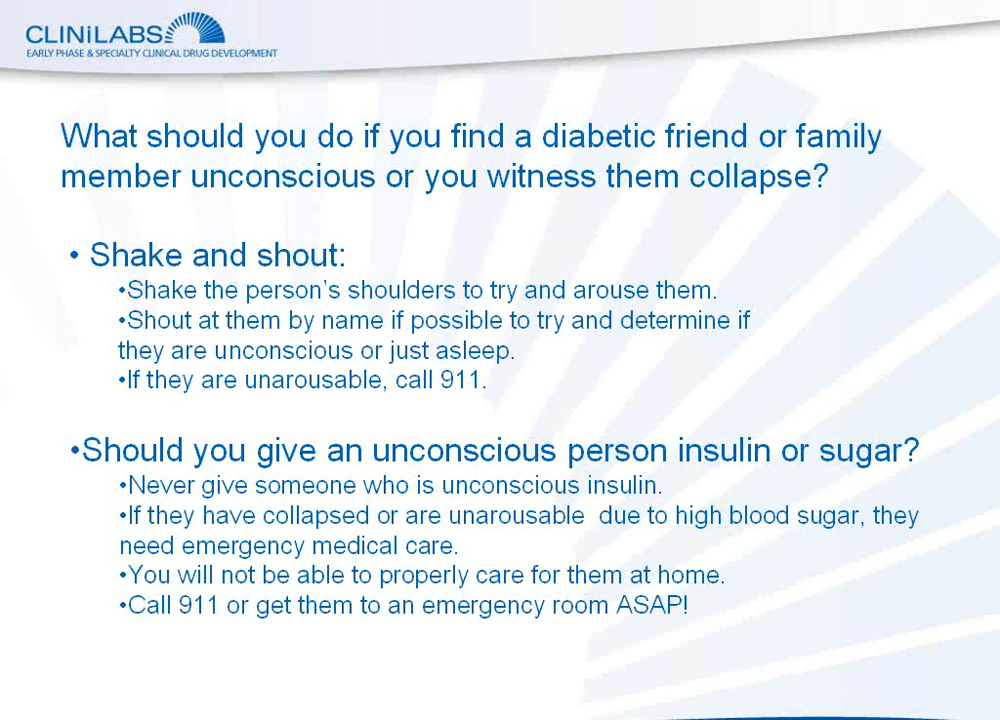 CLiNiLABS
EARLY PHASE & SPECIALTY CLINICAL DRUG DEVELOPMENT
What should you do if you find a diabetic friend or family
member unconscious or you witness them collapse?
• Shake and shout:
•Shake the person’s shoulders to try and arouse them.
•Shout at them by name if possible to try and determine if
they are unconscious or just asleep.
•If they are unarousable, call 911.
•Should you give an unconscious person insulin or sugar?
•Never give someone who is unconscious insulin.
•If they have collapsed or are unarousable  due to high blood sugar, they
need emergency medical care.
•You will not be able to properly care for them at home.
•Call 911 or get them to an emergency room ASAP!